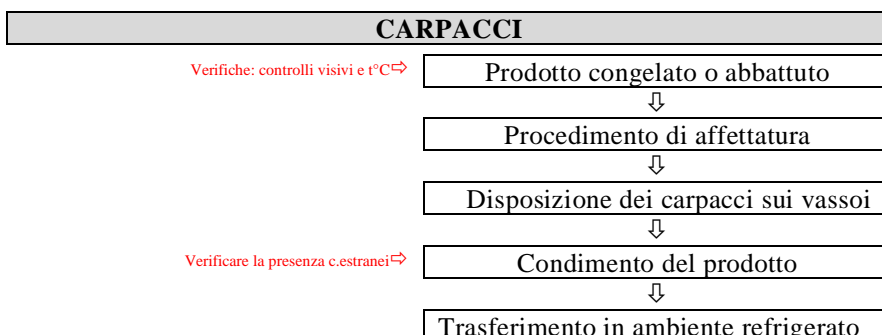 CARPACCI
Verifiche: controlli visivi e t°C⇨ Prodotto congelato o abbattuto
⇩
Procedimento di affettatura
⇩
Disposizione dei carpacci sui vassoi
⇩
Verificare la presenza c.estranei⇨ Condimento del prodotto
⇩
Trasferimento in ambiente refrigerato